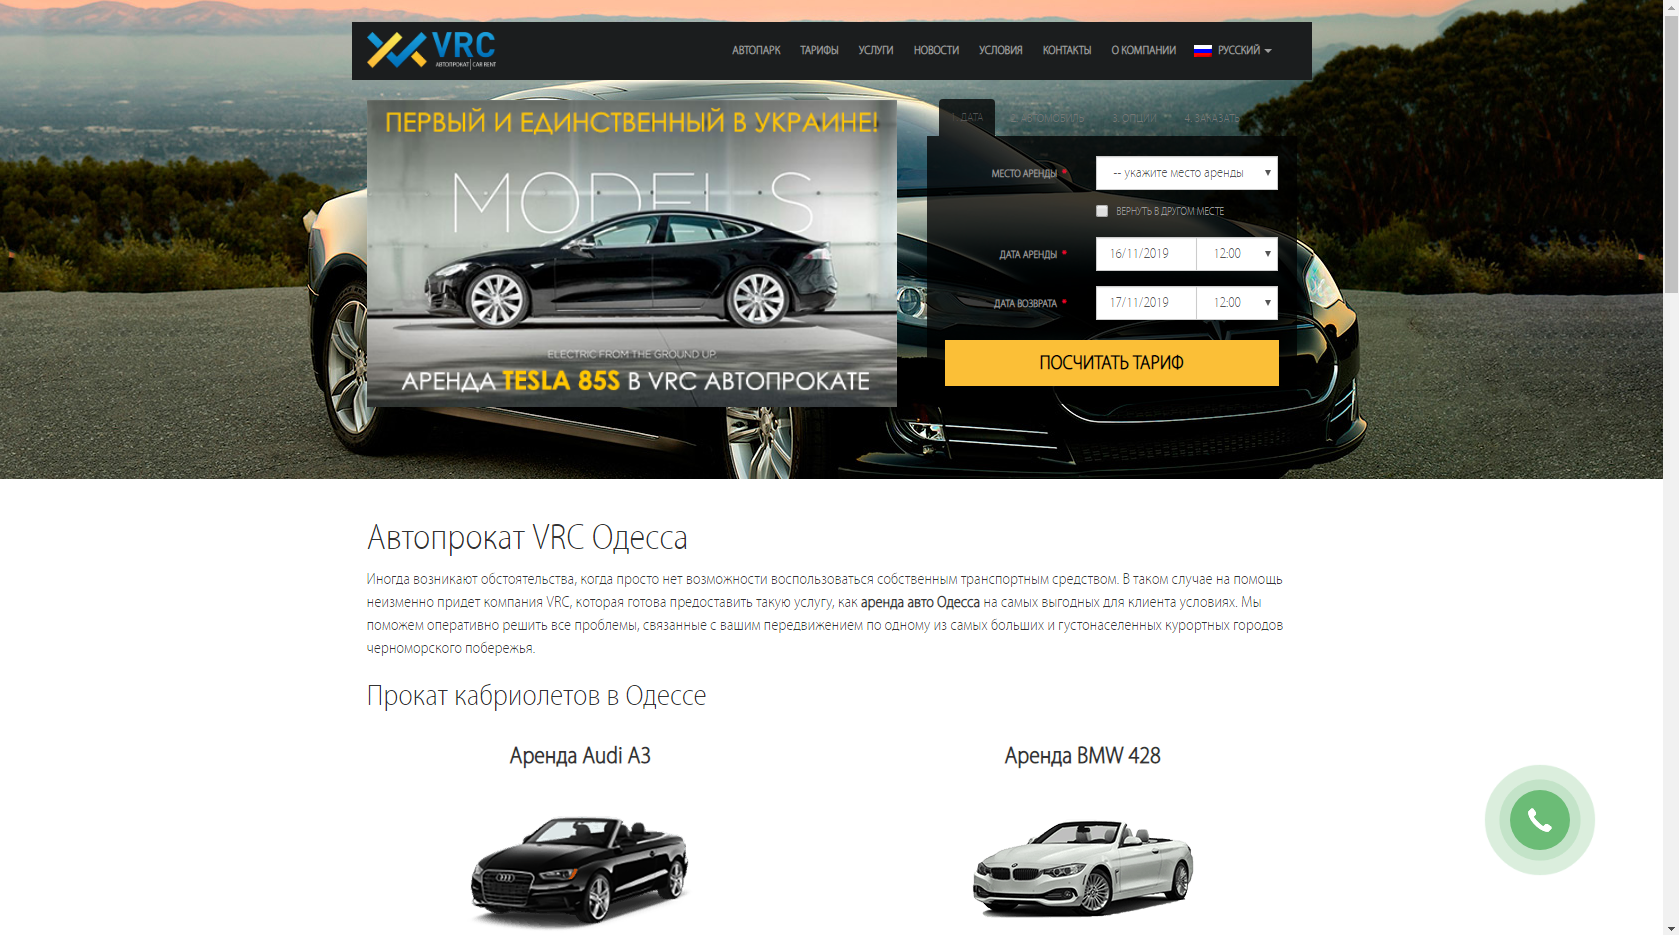 VRC
АВТОПРОКАТ | CAR RENT
АВТОПАРК ТАРИФЫ УСЛУГИ НОВОСТИ УСЛОВИЯ КОНТАКТЫ О КОМПАНИИ РУССКИЙ
ПЕРВЫЙ И ЕДИНСТВЕННЫЙ В УКРАИНЕ!
MODEL S
ELECTRIC FROM THE GROUND UP.
АРЕНДА TESLA 85S В VRC АВТОПРОКАТЕ
1. ДАТА 2. АВТОМОБИЛЬ 3. ОПЦИИ 4. ЗАКАЗАТЬ
МЕСТО АРЕНДЫ * -- укажите место аренды
ВЕРНУТЬ В ДРУГОМ МЕСТЕ
ДАТА АРЕНДЫ * 16/11/2019 12:00
ДАТА ВОЗВРАТА * 17/11/2019 12:00
ПОСЧИТАТЬ ТАРИФ
Автопрокат VRC Одесса
Иногда возникают обстоятельства, когда просто нет возможности воспользоваться собственным транспортным средством. В таком случае на помощь
неизменно придет компания VRC, которая готова предоставить такую услугу, как аренда авто Одесса на самых выгодных для клиента условиях. Мы
поможем оперативно решить все проблемы, связанные с вашим передвижением по одному из самых больших и густонаселенных курортных городов
черноморского побережья.
Прокат кабриолетов в Одессе
Аренда Audi A3 Аренда BMW 428